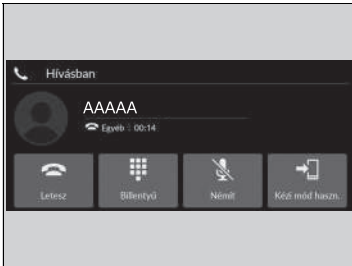 Hívásban
AAAAA
Egyéb : 00:14
Letesz
Billentyű
Némít
Kézi mód haszn.